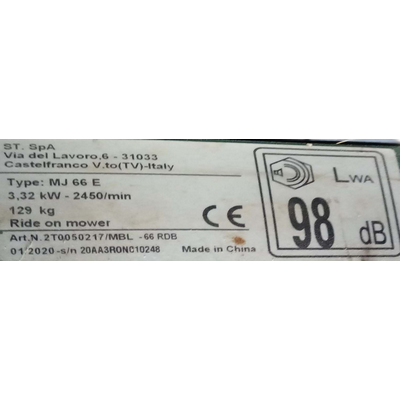 ST. SpA
Via del Lavoro,6 - 31033
Castelfranco V.to(TV)-Italy
Type: MJ 66 E
3,32 kW - 2450/min
129 kg
Ride on mower
CE
Art.N.2T0050217/MBL - 66 RDB
01 2020-s/n 20AA3RON010248 Made in China
LWA
98 dB